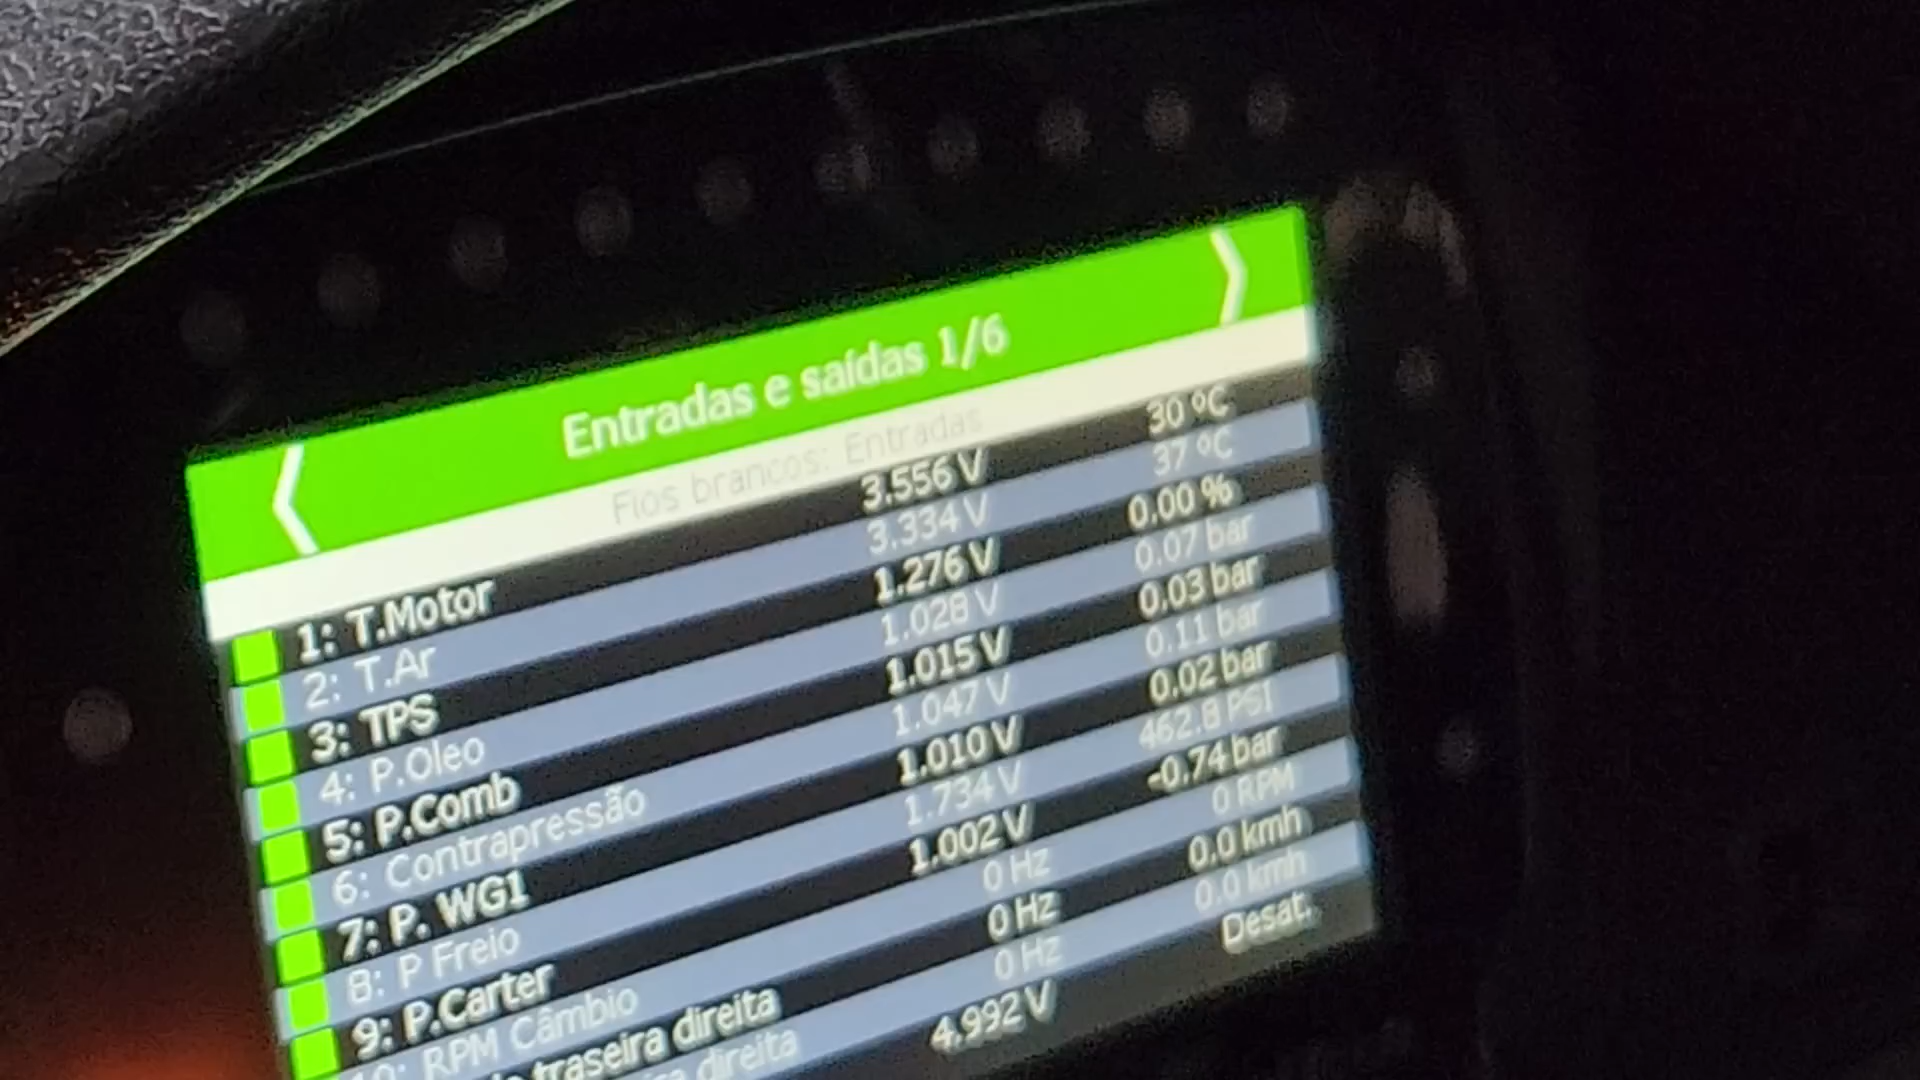 Entradas e saídas 1/6
Fios brancos: Entradas
1: T.Motor 3.556 V 30 ºC
2: T.Ar 3.334 V 37 ºC
3: TPS 1.276 V 0.00 %
4: P.Oleo 1.028 V 0.07 bar
5: P.Comb 1.015 V 0.03 bar
6: Contrapressão 1.047 V 0.11 bar
7: P. WG1 1.010 V 0.02 bar
8: P Freio 1.734 V 462.8 PSI
9: P.Carter 1.002 V -0.74 bar
10: RPM Câmbio 0 Hz 0 RPM
traseira direita 0 Hz 0.0 kmh
direita 0 Hz 0.0 kmh
4.992 V Desat.